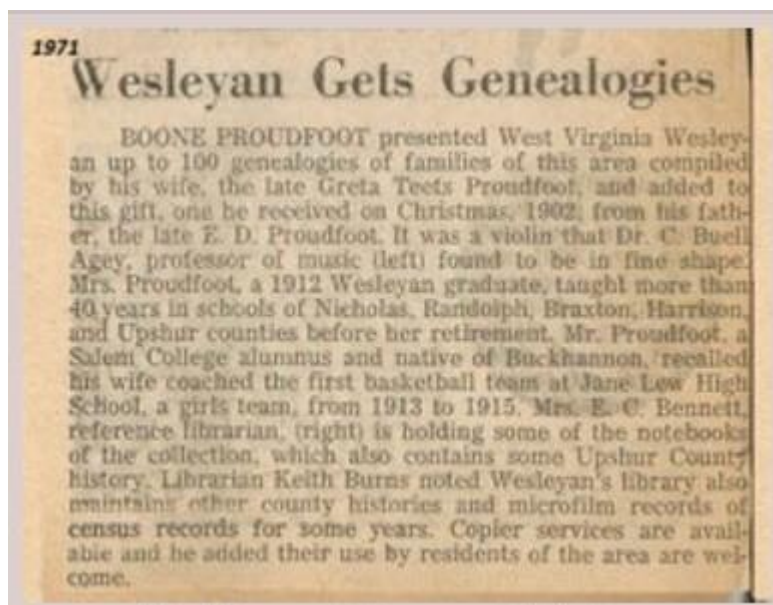 1971
Wesleyan Gets Genealogies
BOONE PROUDFOOT presented West Virginia Wesley-
an up to 100 genealogies of families of this area compiled
by his wife, the late Greta Teets Proudfoot, and added to
this gift, one he received on Christmas, 1902, from his fath-
er, the late E. D. Proudfoot. It was a violin that Dr. C. Buell
Agey, professor of music (left) found to be in fine shape.
Mrs. Proudfoot, a 1912 Wesleyan graduate, taught more than
40 years in schools of Nicholas, Randolph, Braxton, Harrison,
and Upshur counties before her retirement. Mr. Proudfoot, a
Salem College alumnus and native of Buckhannon, recalled
his wife coached the first basketball team at Jane Lew High
School, a girls team, from 1913 to 1915. Mrs. E. C. Bennett,
reference librarian, (right) is holding some of the notebooks
of the collection, which also contains some Upshur County
history. Librarian Keith Burns noted Wesleyan's library also
maintains other county histories and microfilm records of
census records for some years. Copier services are avail-
able and he added their use by residents of the area are wel-
come.